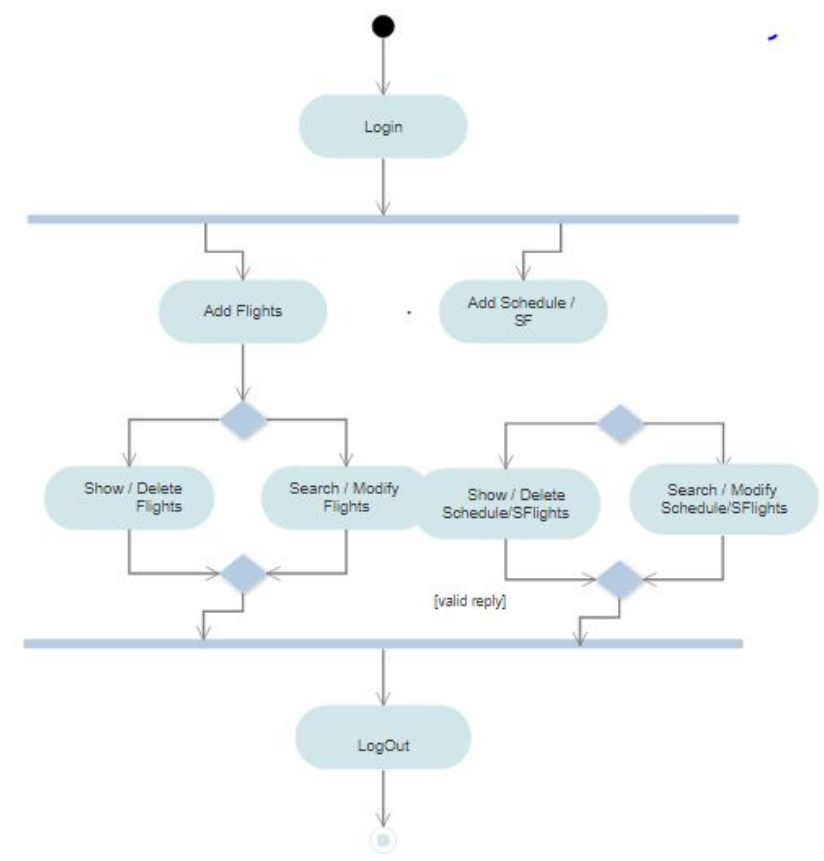 Login
Add Flights
Add Schedule /
SF
Show / Delete
Flights
Search / Modify
Flights
Show / Delete
Schedule/SFlights
Search / Modify
Schedule/SFlights
[valid reply]
LogOut